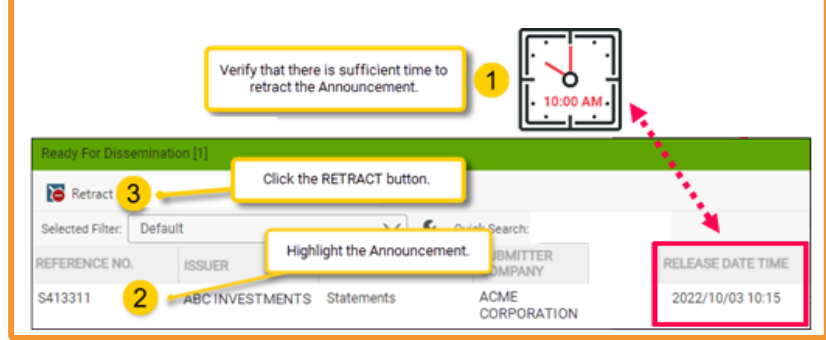 Verify that there is sufficient time to
retract the Announcement.
1
10:00 AM
Ready For Dissemination [1]
Retract
3
Click the RETRACT button.
Selected Filter:
Default
Quick Search:
Highlight the Announcement.
REFERENCE NO.
ISSUER
SUBMITTER
COMPANY
RELEASE DATE TIME
S413311
2
ABC INVESTMENTS
Statements
ACME
CORPORATION
2022/10/03 10:15